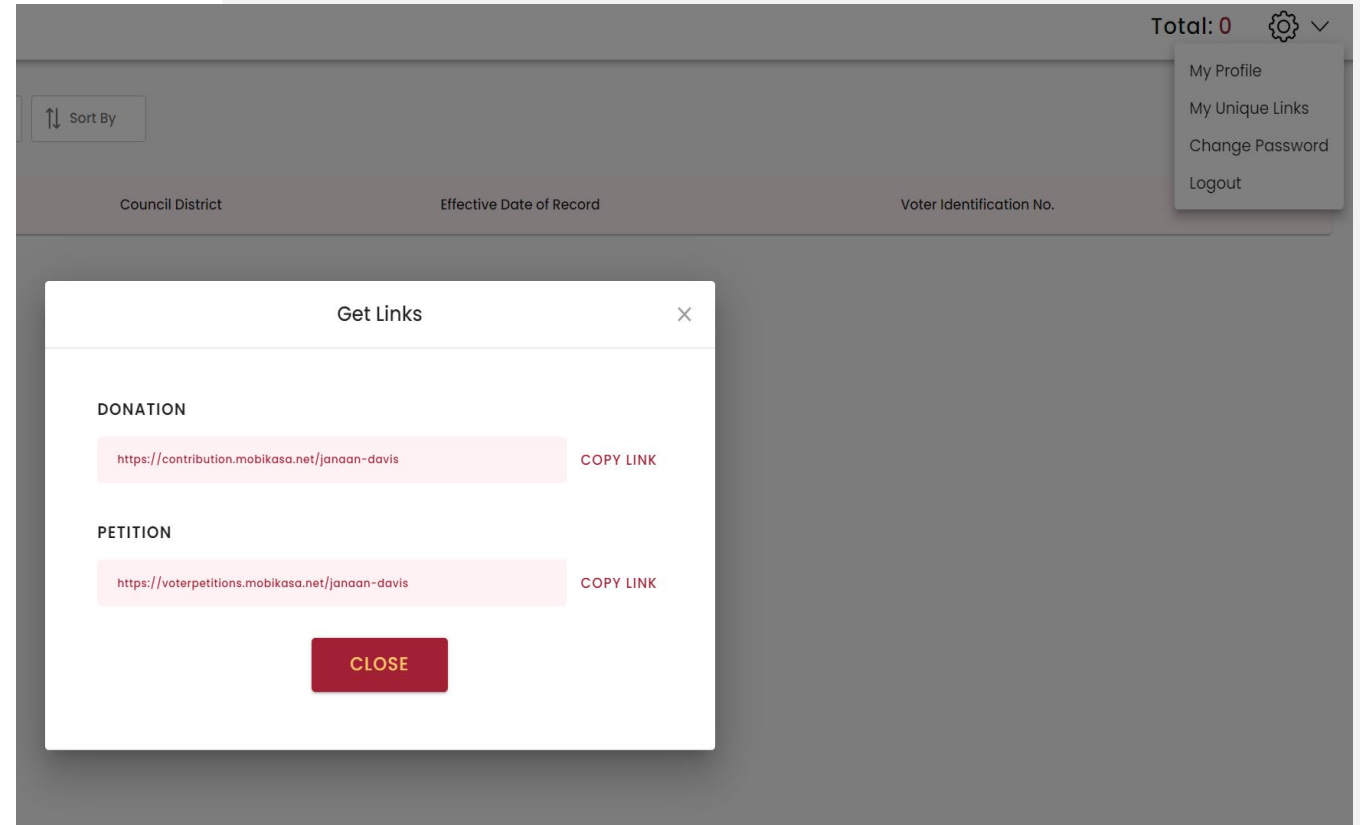 Total: 0
My Profile
My Unique Links
Change Password
Logout
Sort By
Council District Effective Date of Record Voter Identification No.
Get Links
DONATION
https://contribution.mobikasa.net/janaan-davis COPY LINK
PETITION
https://voterpetitions.mobikasa.net/janaan-davis COPY LINK
CLOSE